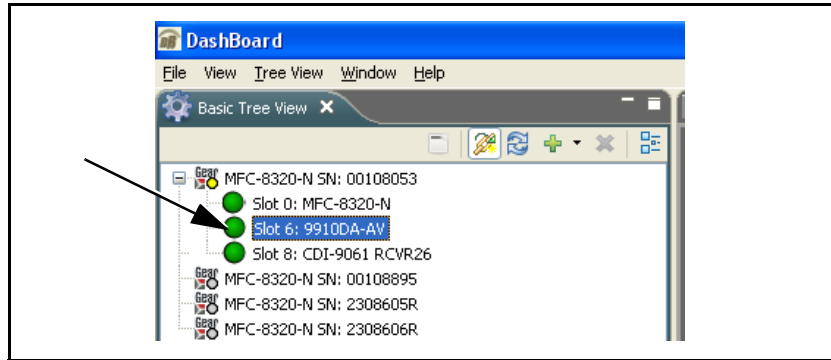 DashBoard
File View Tree View Window Help
Basic Tree View
MFC-8320-N SN: 00108053
Slot 0: MFC-8320-N
Slot 6: 9910DA-AV
Slot 8: CDI-9061 RCVR26
MFC-8320-N SN: 00108895
MFC-8320-N SN: 2308605R
MFC-8320-N SN: 2308606R